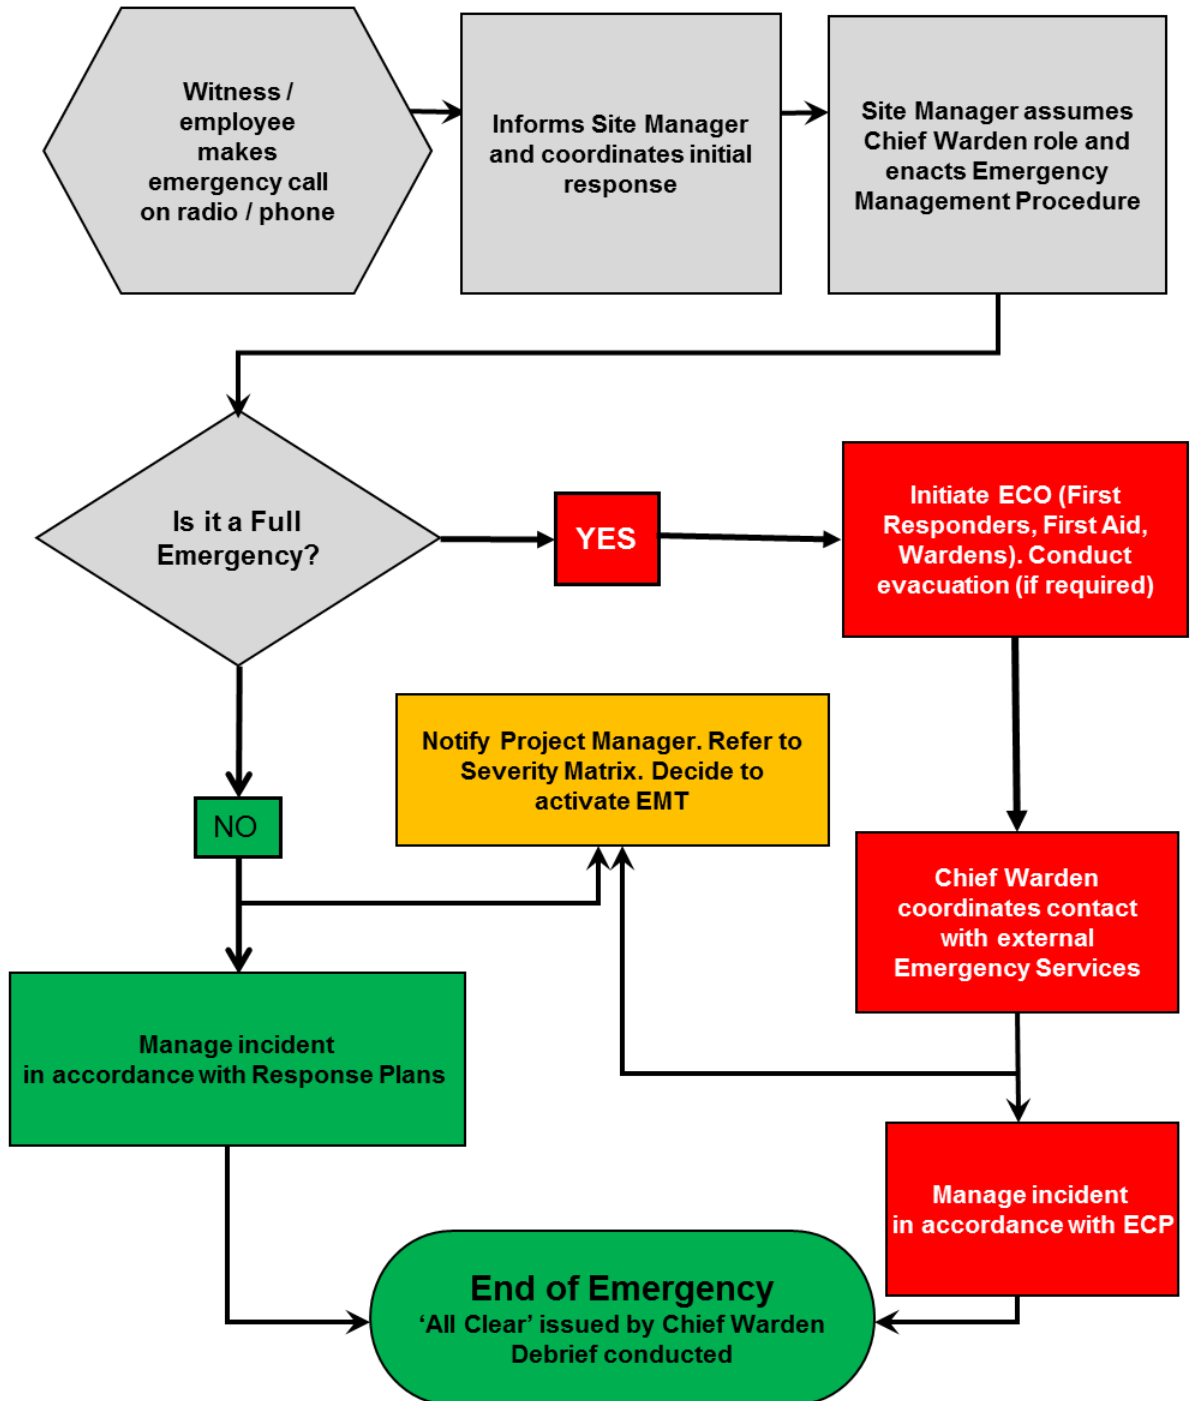 Witness /
employee
makes
emergency call
on radio / phone
Informs Site Manager
and coordinates initial
response
Site Manager assumes
Chief Warden role and
enacts Emergency
Management Procedure
Is it a Full
Emergency?
YES
Initiate ECO (First
Responders, First Aid,
Wardens). Conduct
evacuation (if required)
Notify Project Manager. Refer to
Severity Matrix. Decide to
activate EMT
NO
Chief Warden
coordinates contact
with external
Emergency Services
Manage incident
in accordance with Response Plans
Manage incident
in accordance with ECP
End of Emergency
‘All Clear’ issued by Chief Warden
Debrief conducted